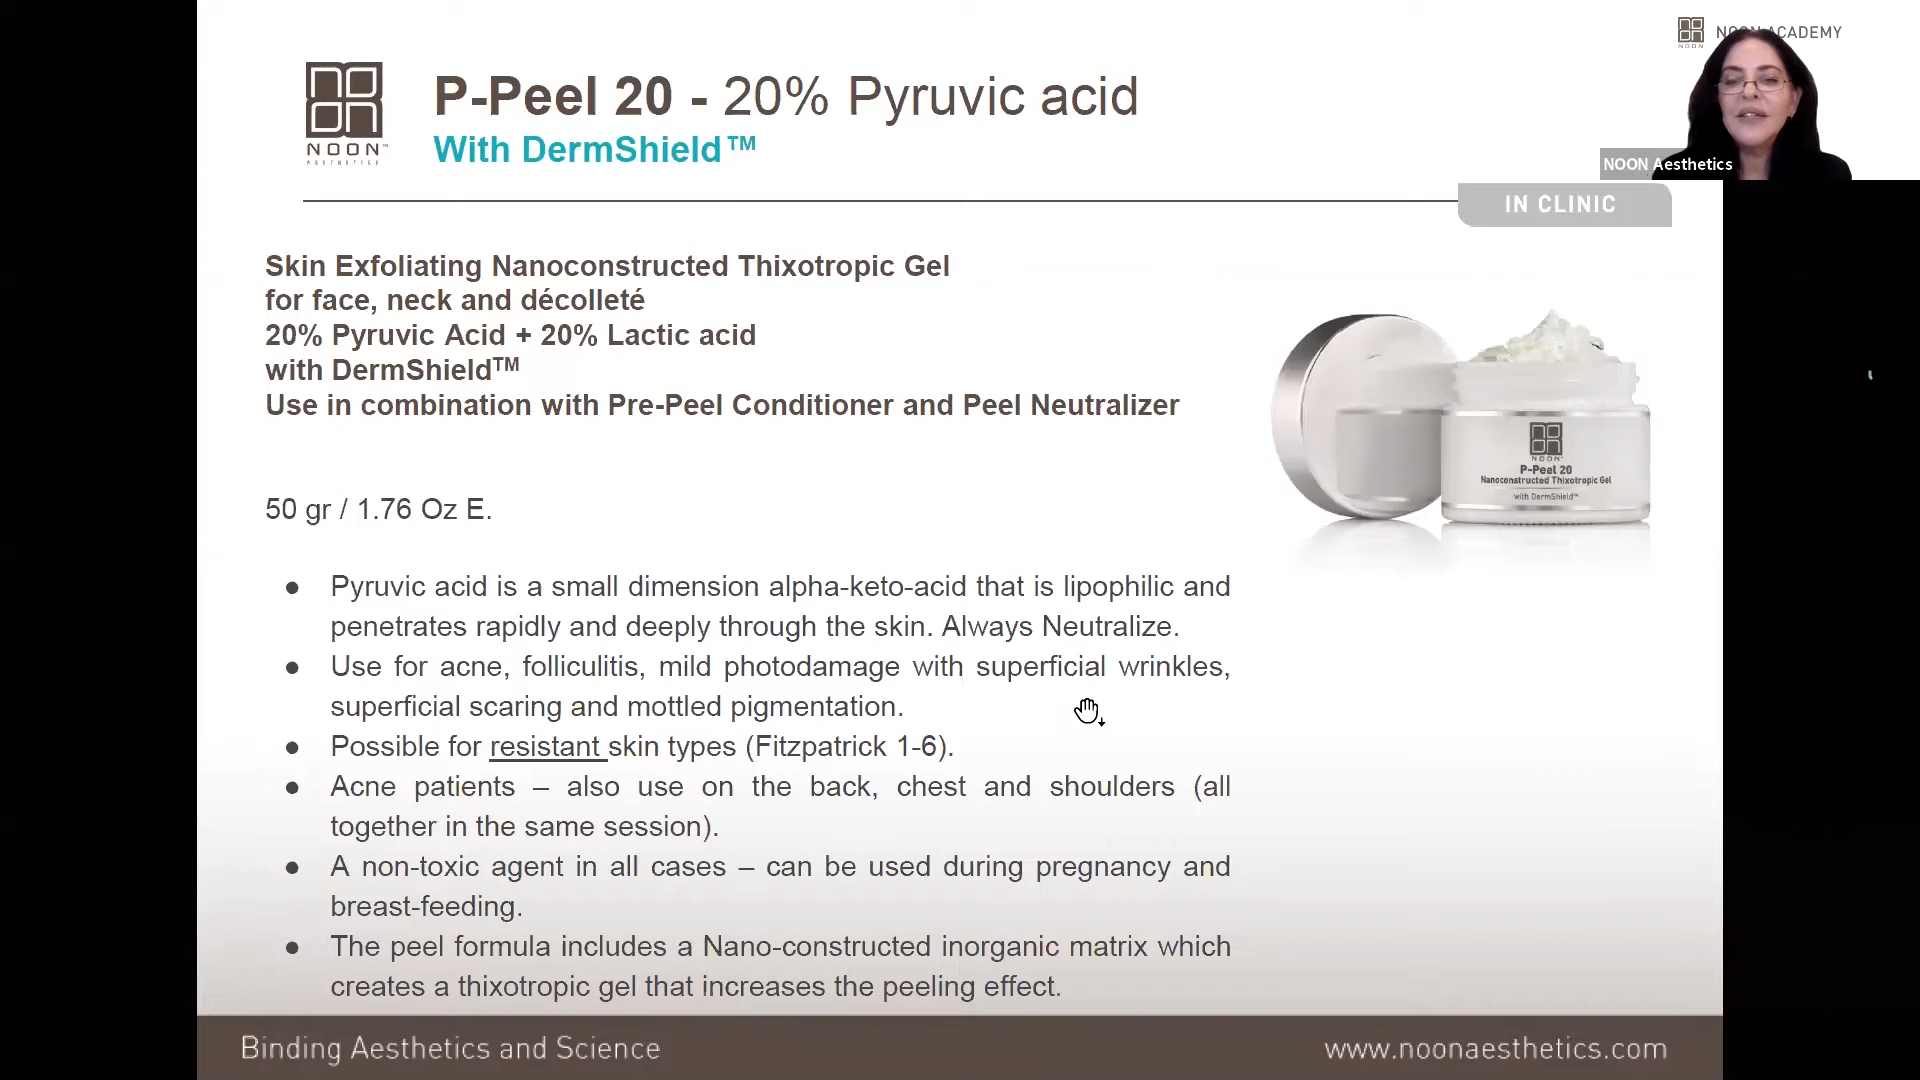 NOON ACADEMY
NOON
NOON™
AESTHETICS
P-Peel 20 - 20% Pyruvic acid
With DermShield™
NOON Aesthetics
IN CLINIC
Skin Exfoliating Nanoconstructed Thixotropic Gel
for face, neck and décolleté
20% Pyruvic Acid + 20% Lactic acid
with DermShield™
Use in combination with Pre-Peel Conditioner and Peel Neutralizer
50 gr / 1.76 Oz E.
NOON
P-Peel 20
Nanoconstructed Thixotropic Gel
with DermShield™
● Pyruvic acid is a small dimension alpha-keto-acid that is lipophilic and
penetrates rapidly and deeply through the skin. Always Neutralize.
● Use for acne, folliculitis, mild photodamage with superficial wrinkles,
superficial scaring and mottled pigmentation.
● Possible for resistant skin types (Fitzpatrick 1-6).
● Acne patients – also use on the back, chest and shoulders (all
together in the same session).
● A non-toxic agent in all cases – can be used during pregnancy and
breast-feeding.
● The peel formula includes a Nano-constructed inorganic matrix which
creates a thixotropic gel that increases the peeling effect.
Binding Aesthetics and Science
www.noonaesthetics.com